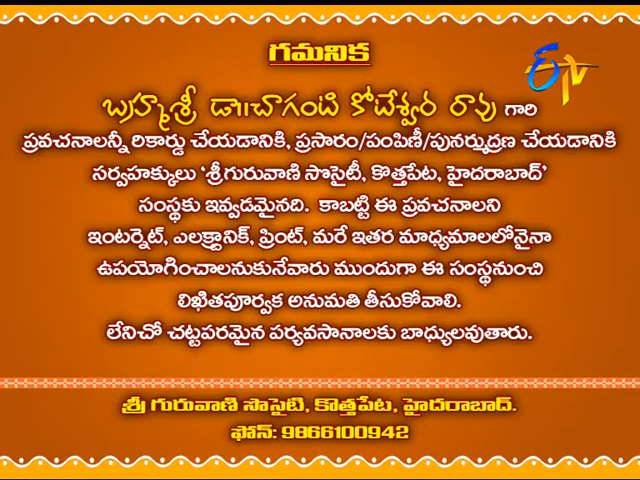 గమనిక
ETV
బ్రహ్మశ్రీ డాııచాగంటి కోటేశ్వర రావు గారి
ప్రవచనాలన్నీ రికార్డు చేయడానికి, ప్రసారం/పంపిణీ/పునర్ముద్రణ చేయడానికి
సర్వహక్కులు ‘శ్రీగురువాణి సొసైటీ, కొత్తపేట, హైదరాబాద్’
సంస్థకు ఇవ్వడమైనది. కాబట్టి ఈ ప్రవచనాలని
ఇంటర్నెట్, ఎలక్ట్రానిక్, ప్రింట్, మరే ఇతర మాధ్యమాలలోనైనా
ఉపయోగించాలనుకునేవారు ముందుగా ఈ సంస్థనుంచి
లిఖితపూర్వక అనుమతి తీసుకోవాలి.
లేనిచో చట్టపరమైన పర్యవసానాలకు బాధ్యులవుతారు.
శ్రీ గురువాణి సొసైటి, కొత్తపేట, హైదరాబాద్.
ఫోన్: 9866100942